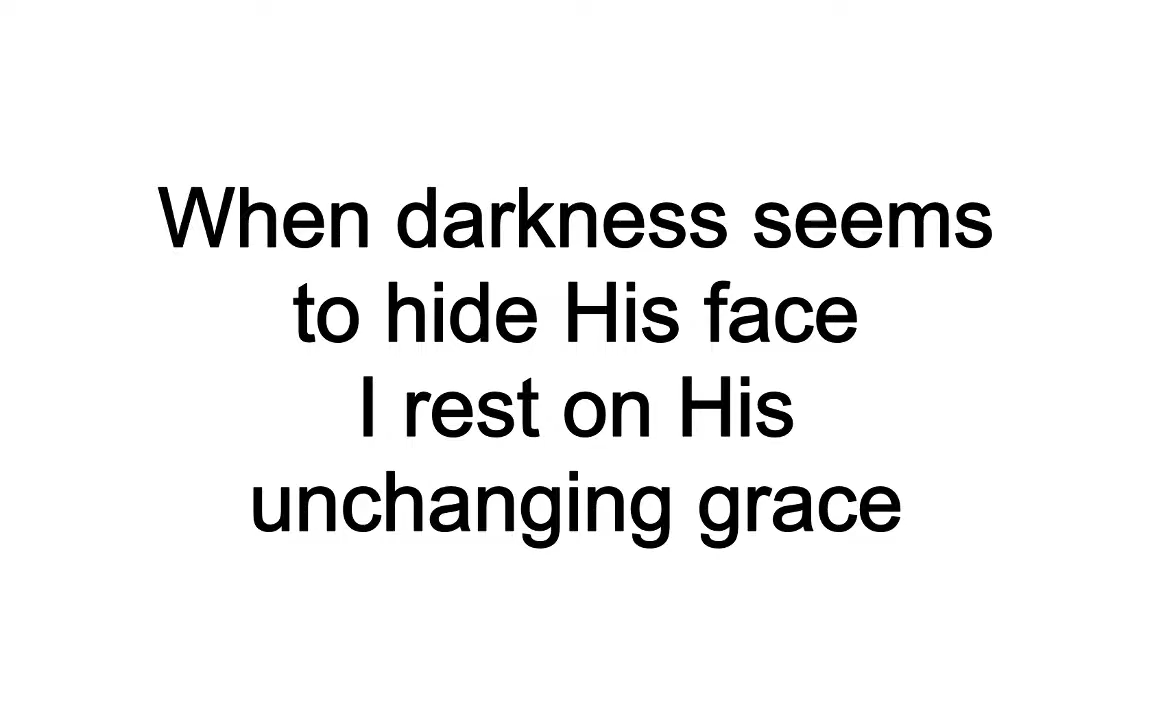 When darkness seems
to hide His face
I rest on His
unchanging grace